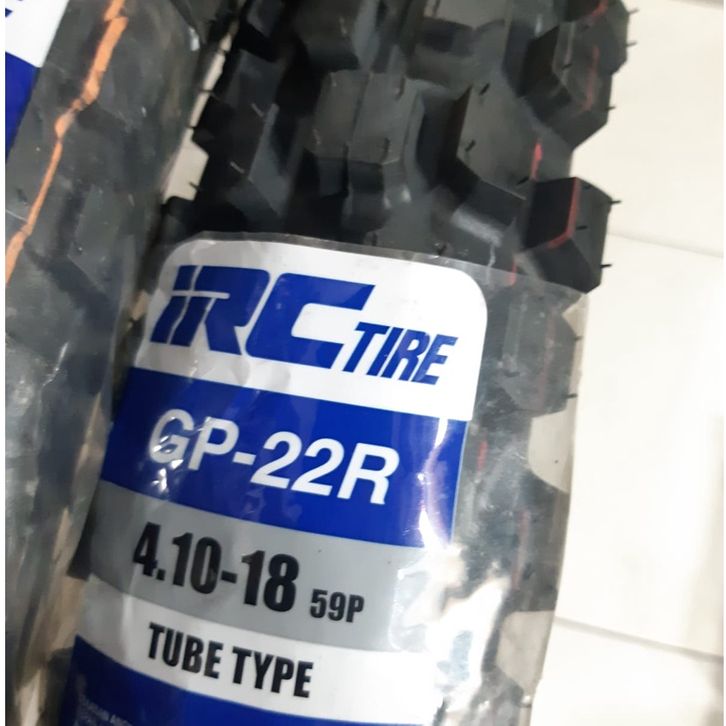 iRC TIRE
GP-22R
4.10-18 59P
TUBE TYPE